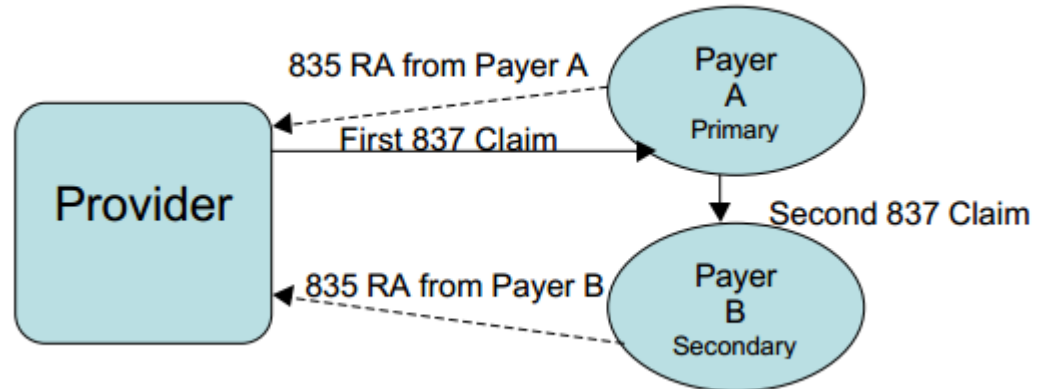 835 RA from Payer A
Payer
A
Primary
First 837 Claim
Provider
Second 837 Claim
835 RA from Payer B
Payer
B
Secondary